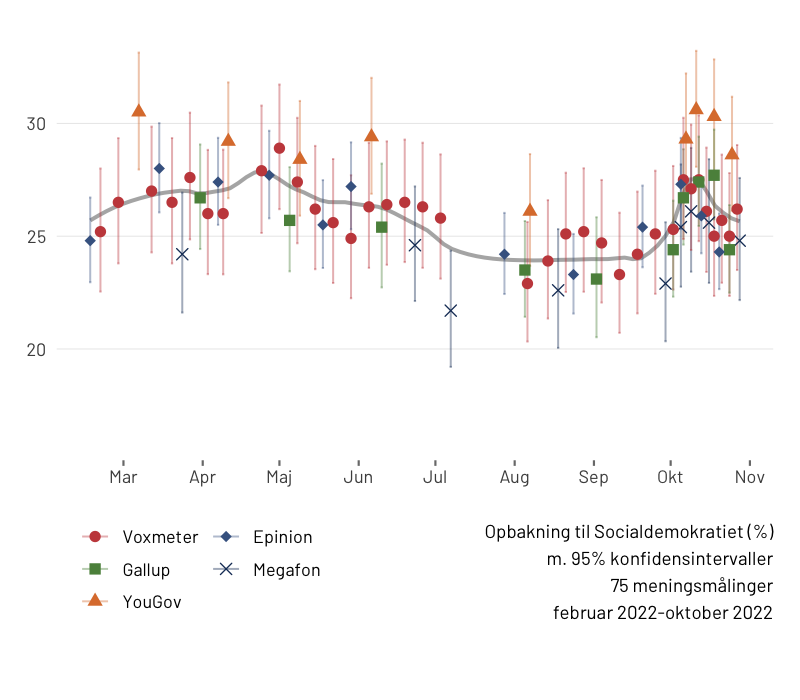 30
25
20
Mar Apr Maj Jun Jul Aug Sep Okt Nov
Voxmeter Epinion
Gallup Megafon
YouGov
Opbakning til Socialdemokratiet (%)
m. 95% konfidensintervaller
75 meningsmålinger
februar 2022-oktober 2022